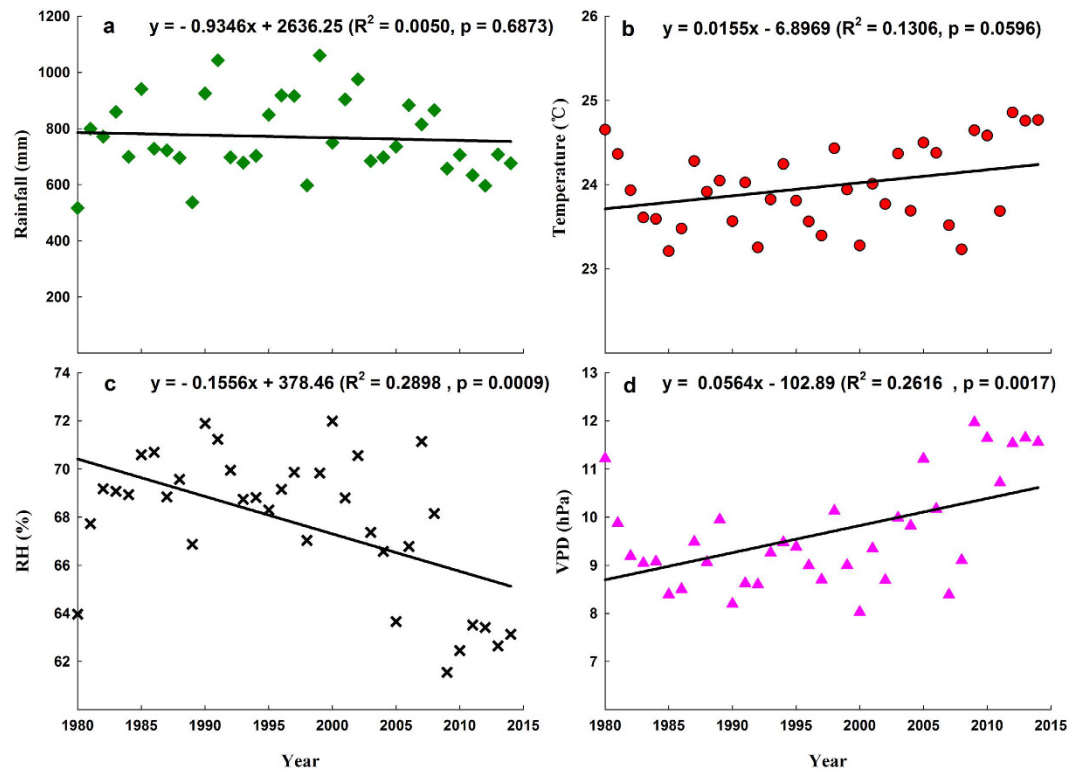 a y = - 0.9346x + 2636.25 (R² = 0.0050, p = 0.6873)
1200
1000
800
600
400
200
Rainfall (mm)
b y = 0.0155x - 6.8969 (R² = 0.1306, p = 0.0596)
26
25
24
23
Temperature (℃)
c y = - 0.1556x + 378.46 (R² = 0.2898 , p = 0.0009)
74
72
70
68
66
64
62
RH (%)
1980 1985 1990 1995 2000 2005 2010 2015
Year
d y = 0.0564x - 102.89 (R² = 0.2616 , p = 0.0017)
13
12
11
10
9
8
7
VPD (hPa)
1980 1985 1990 1995 2000 2005 2010 2015
Year